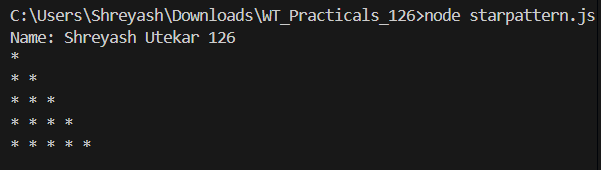 C:\Users\Shreyash\Downloads\WT_Practicals_126>node starpattern.js
Name: Shreyash Utekar 126
*
* *
* * *
* * * *
* * * * *